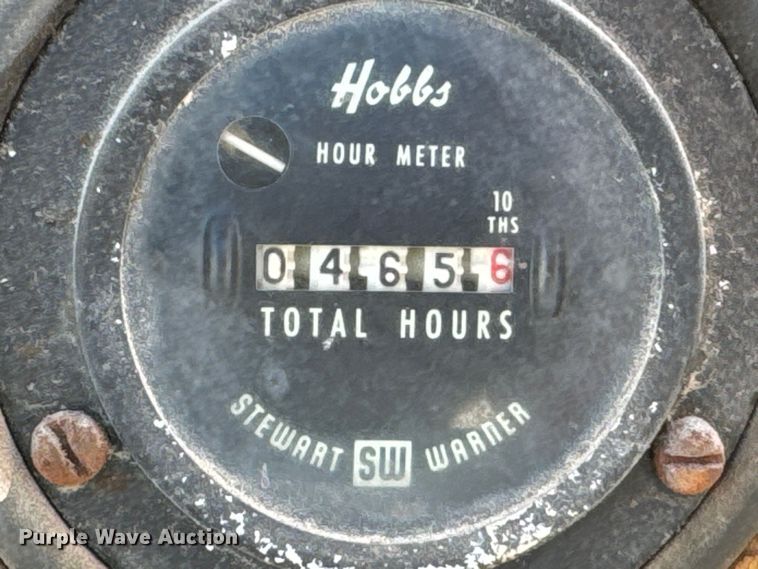 Hobbs
HOUR METER
10
THS
0 4 6 5 6
TOTAL HOURS
STEWART SW WARNER
Purple Wave Auction